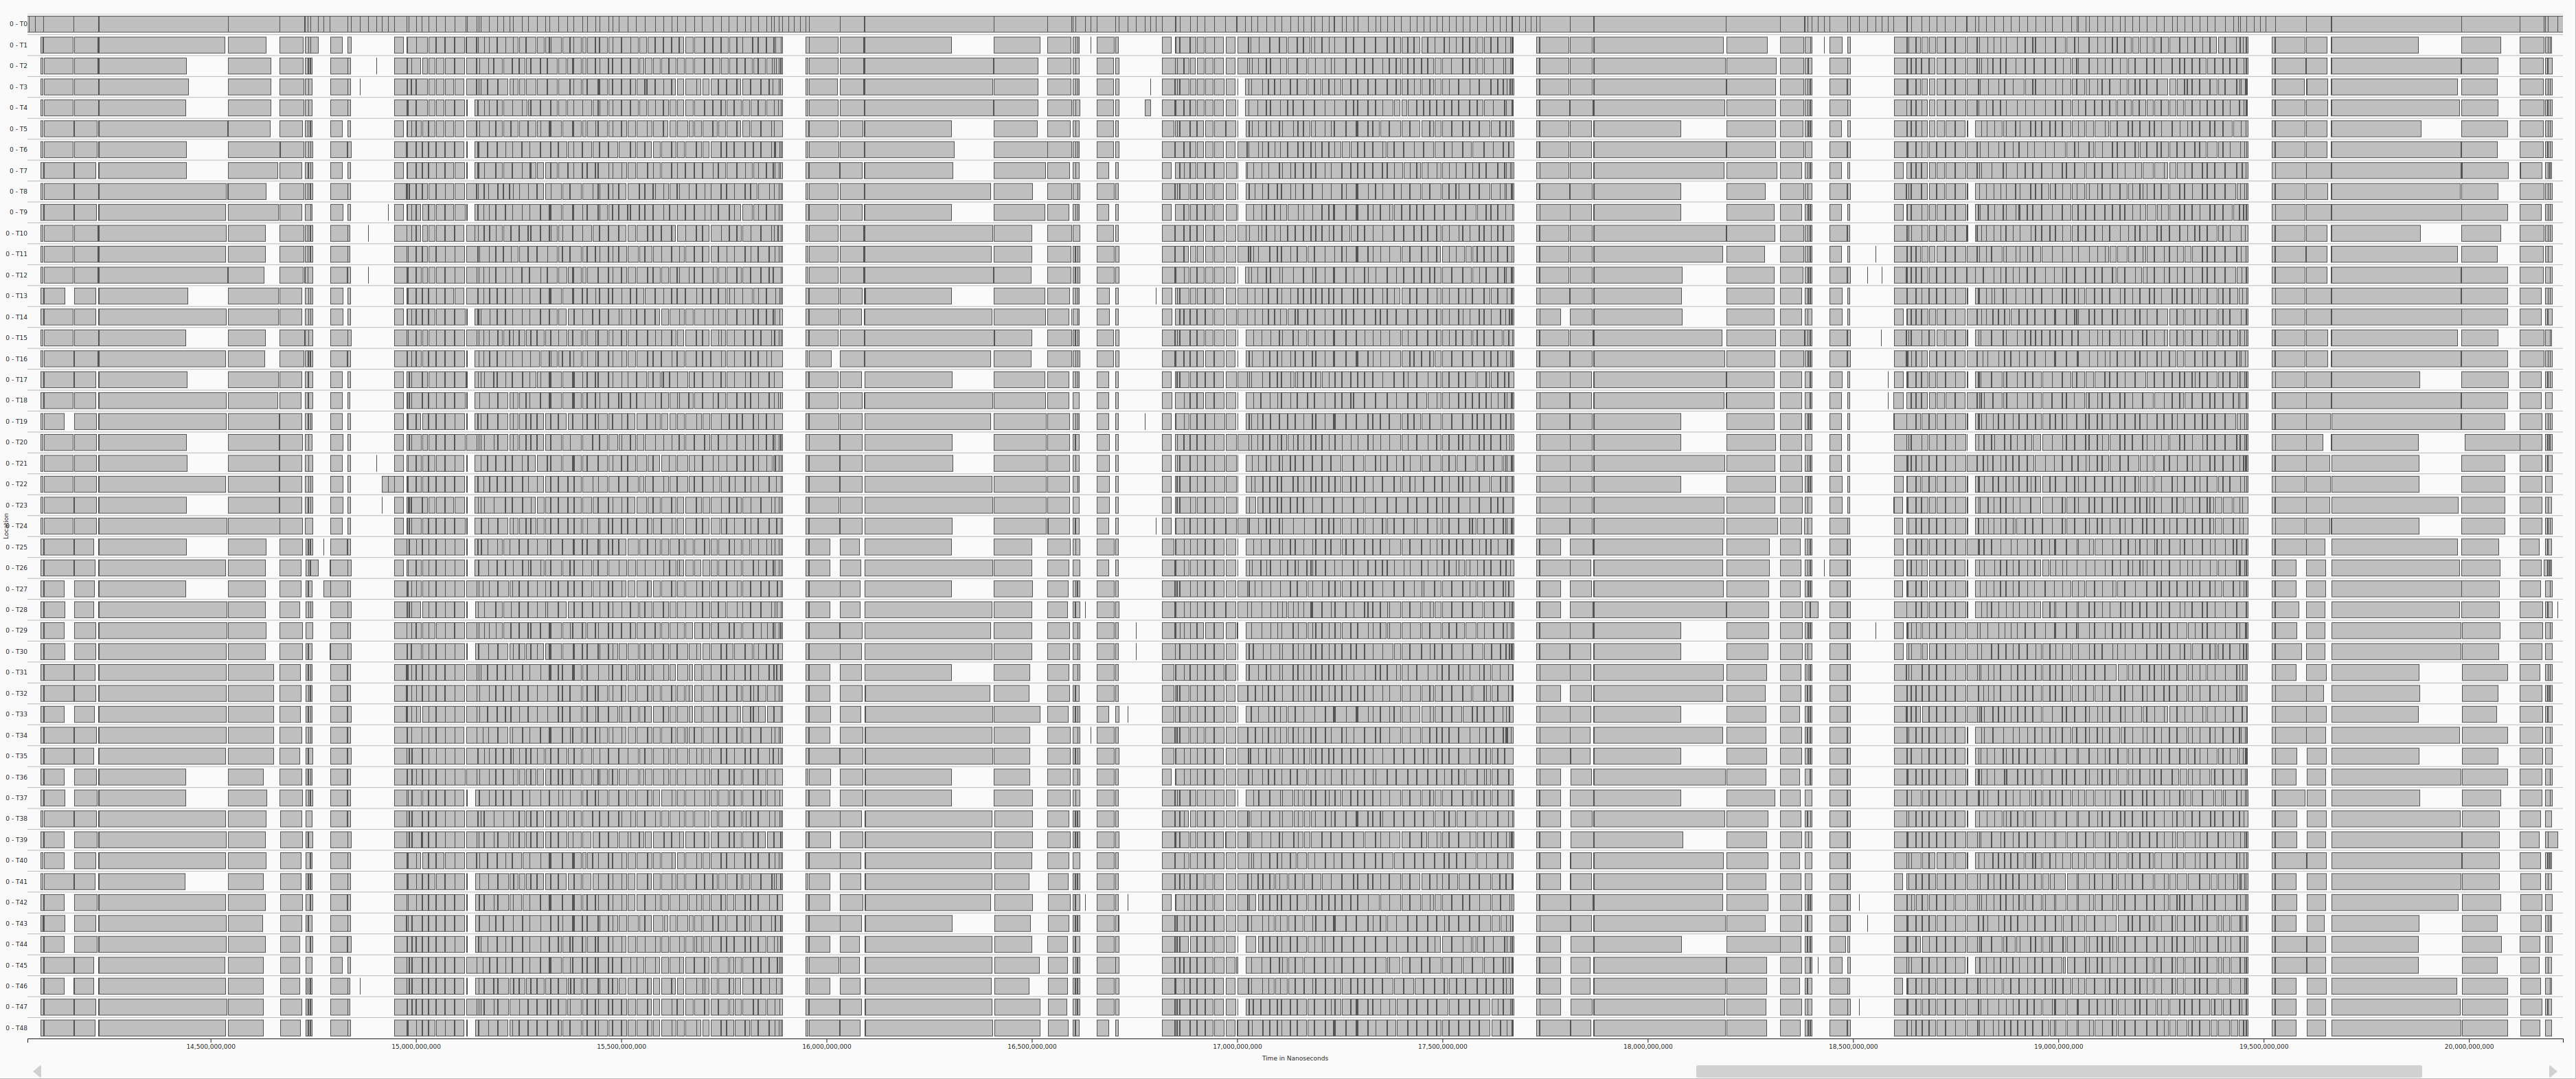 0 - T0
0 - T1
0 - T2
0 - T3
0 - T4
0 - T5
0 - T6
0 - T7
0 - T8
0 - T9
0 - T10
0 - T11
0 - T12
0 - T13
0 - T14
0 - T15
0 - T16
0 - T17
0 - T18
0 - T19
0 - T20
0 - T21
0 - T22
0 - T23
0 - T24
Location
0 - T25
0 - T26
0 - T27
0 - T28
0 - T29
0 - T30
0 - T31
0 - T32
0 - T33
0 - T34
0 - T35
0 - T36
0 - T37
0 - T38
0 - T39
0 - T40
0 - T41
0 - T42
0 - T43
0 - T44
0 - T45
0 - T46
0 - T47
0 - T48
14,500,000,000 15,000,000,000 15,500,000,000 16,000,000,000 16,500,000,000 17,000,000,000 17,500,000,000 18,000,000,000 18,500,000,000 19,000,000,000 19,500,000,000 20,000,000,000
Time in Nanoseconds